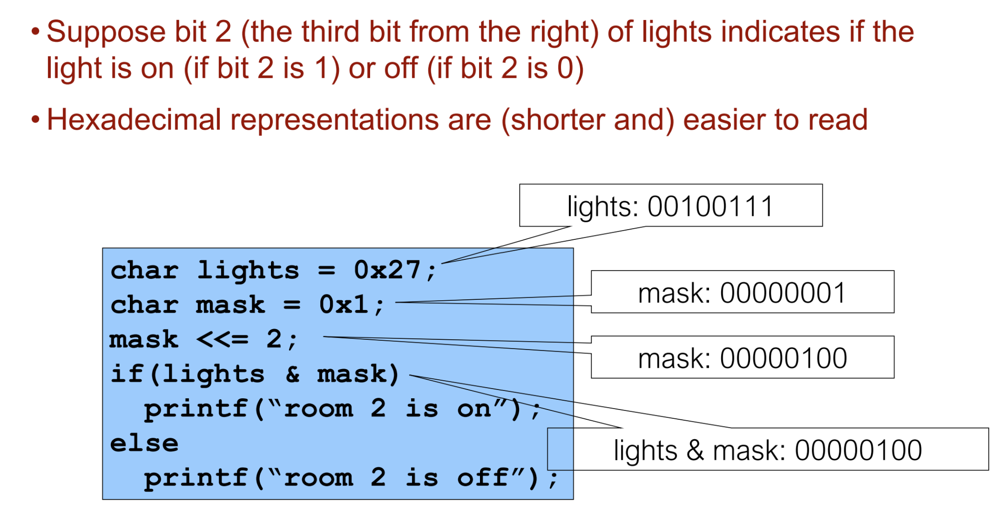 • Suppose bit 2 (the third bit from the right) of lights indicates if the
light is on (if bit 2 is 1) or off (if bit 2 is 0)
• Hexadecimal representations are (shorter and) easier to read
lights: 00100111
char lights = 0x27;
char mask = 0x1;
mask: 00000001
mask <<= 2;
mask: 00000100
if(lights & mask)
printf(“room 2 is on”);
else
lights & mask: 00000100
printf(“room 2 is off”);